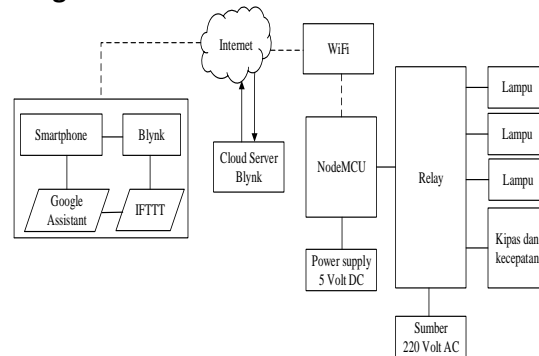 Internet
WiFi
Smartphone
Blynk
Google
Assistant
IFTTT
Cloud Server
Blynk
NodeMCU
Power supply
5 Volt DC
Relay
Lampu
Lampu
Lampu
Kipas dan
kecepatan
Sumber
220 Volt AC